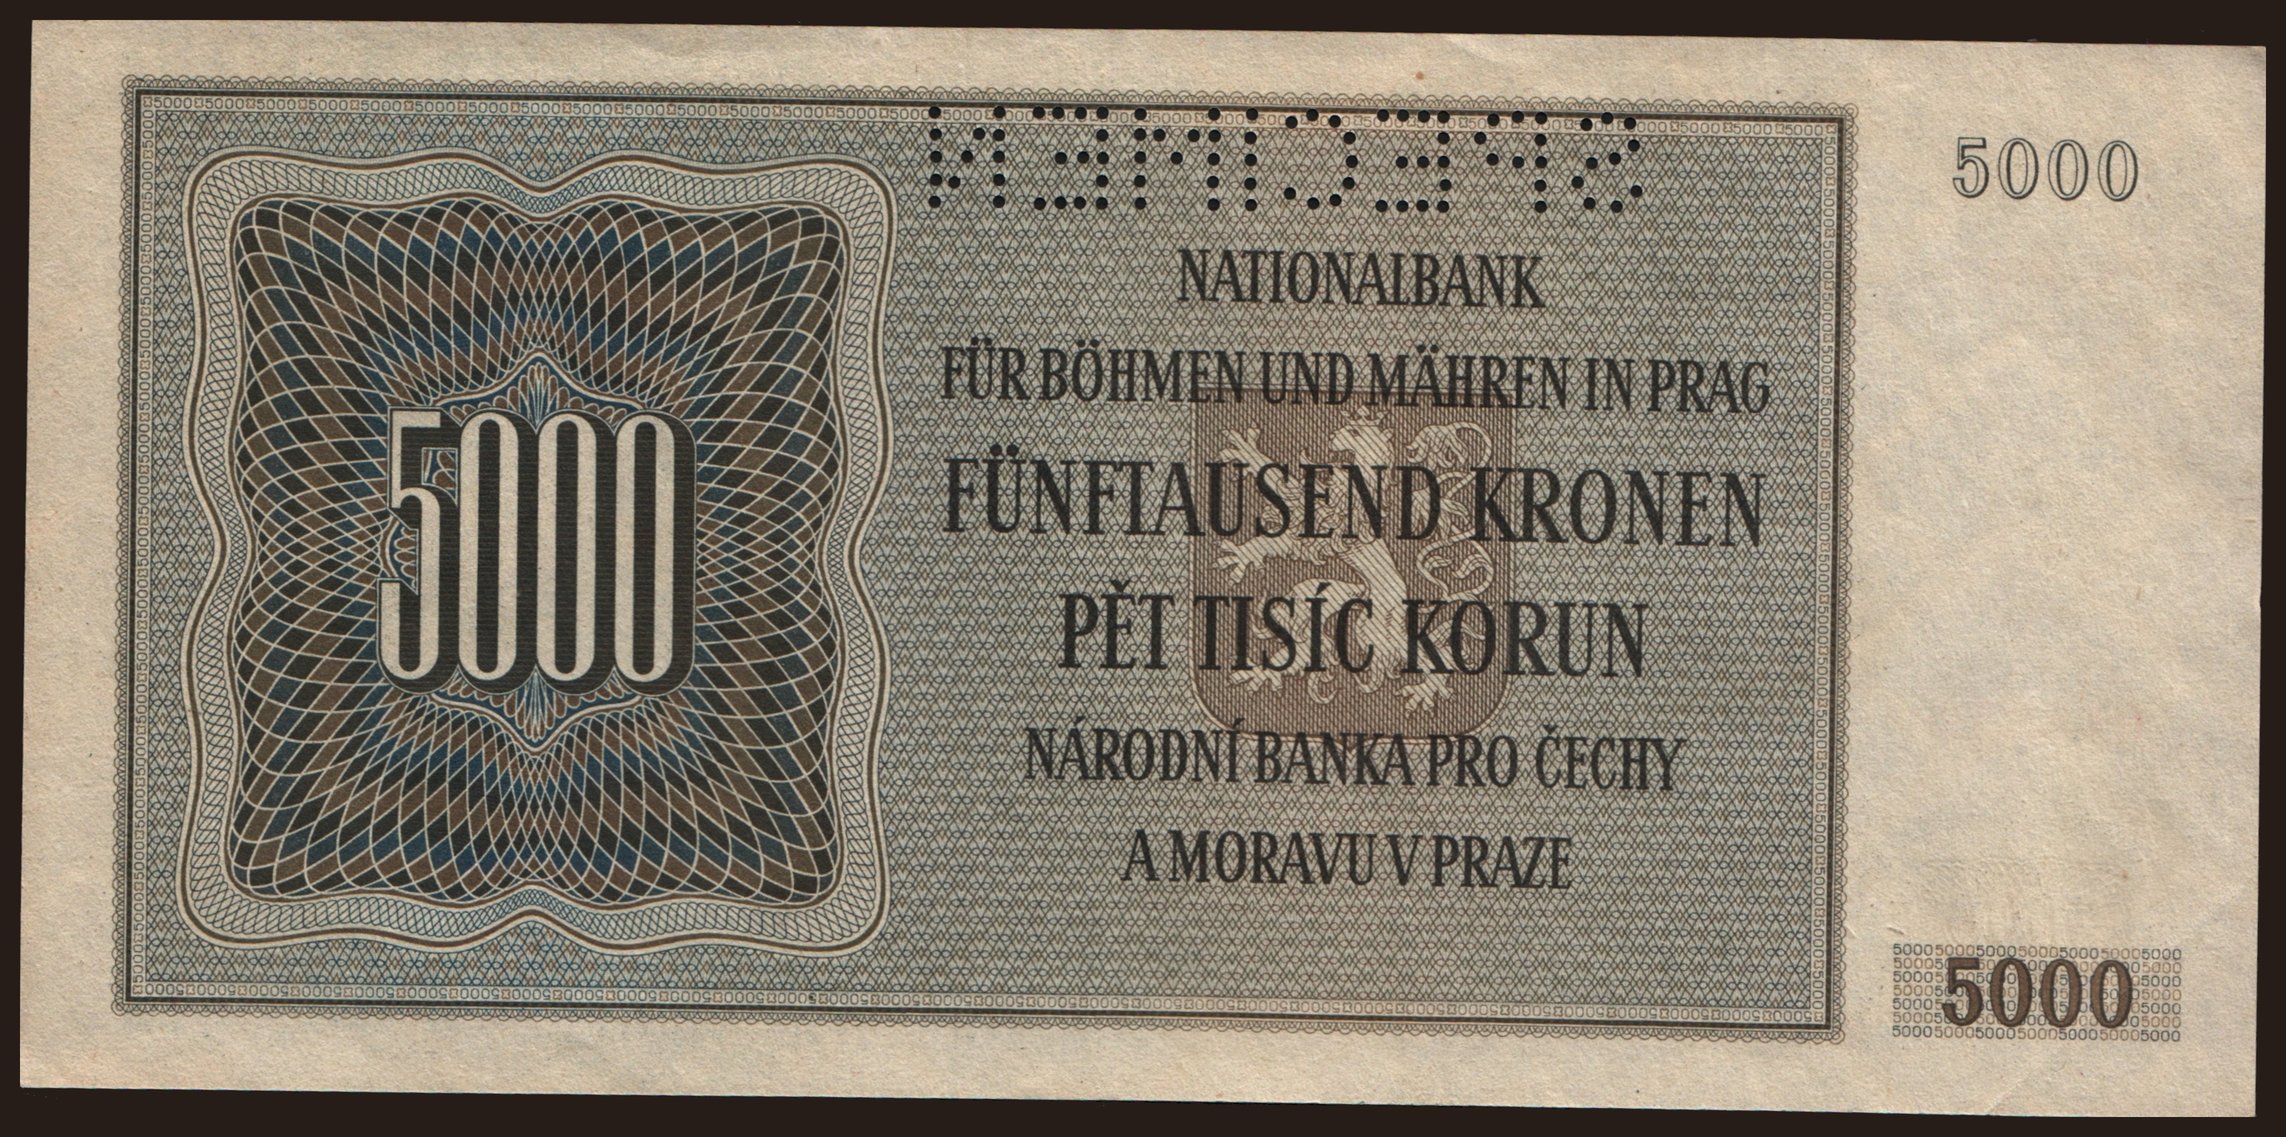 SPECIMEN
5000
NATIONALBANK
FÜR BÖHMEN UND MÄHREN IN PRAG
5000
FÜNFTAUSEND KRONEN
PĚT TISÍC KORUN
NÁRODNÍ BANKA PRO ČECHY
A MORAVU V PRAZE
5000